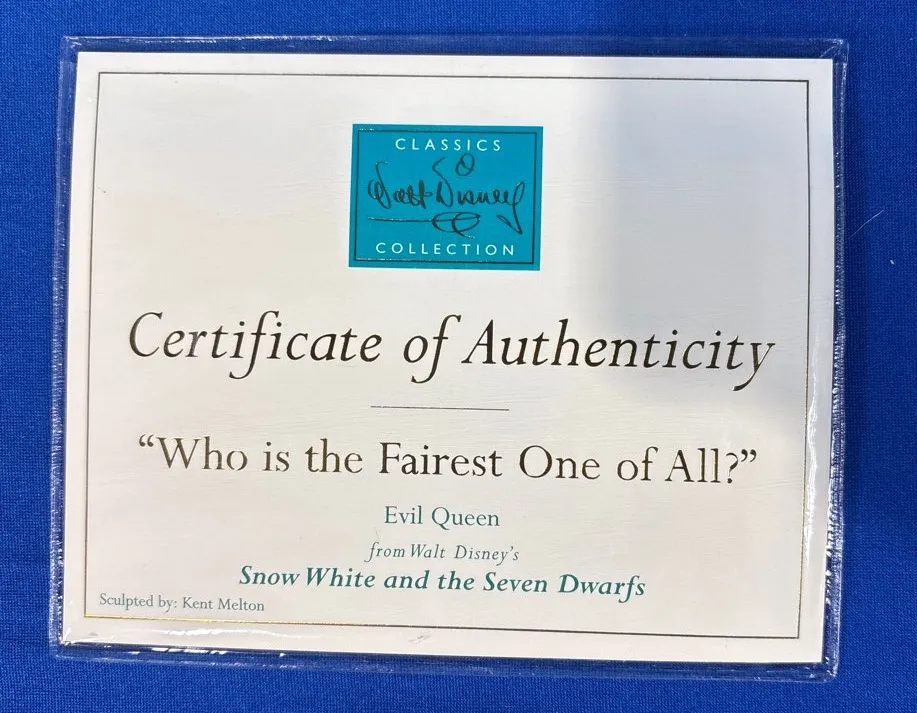 CLASSICS
Walt Disney
COLLECTION
Certificate of Authenticity
“Who is the Fairest One of All?”
Evil Queen
from Walt Disney’s
Snow White and the Seven Dwarfs
Sculpted by: Kent Melton